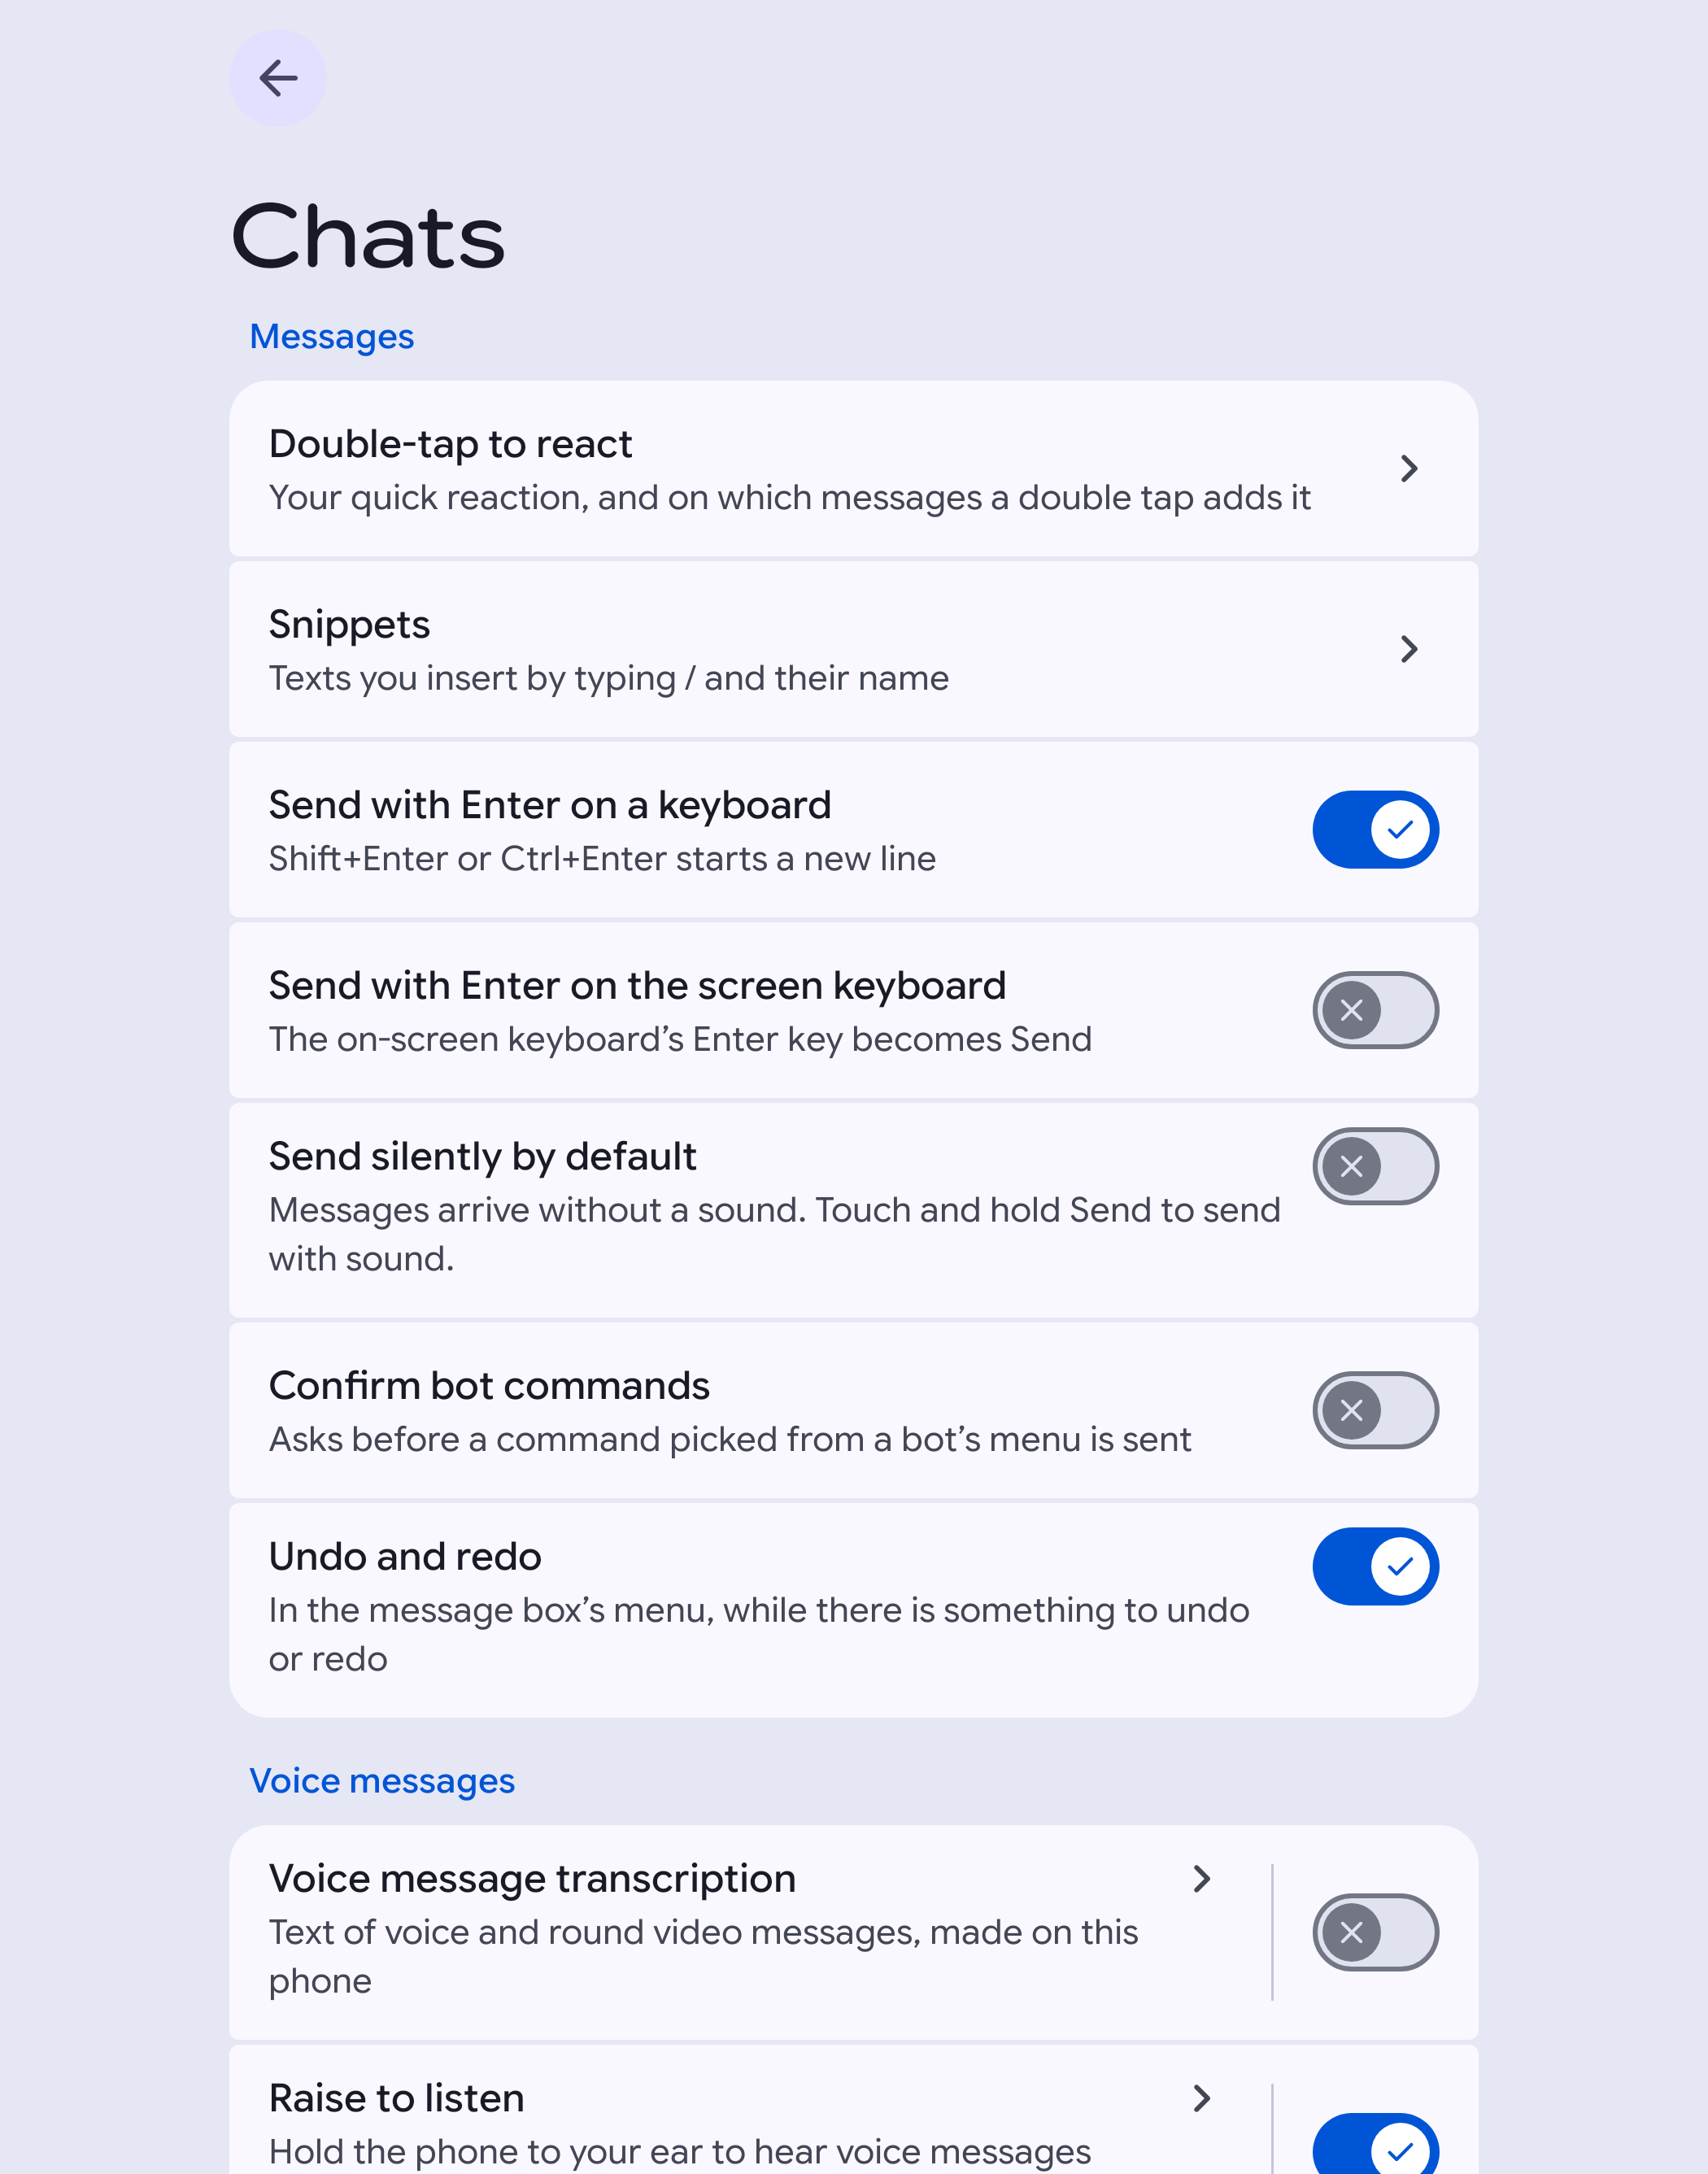 Chats
Messages
Double-tap to react
Your quick reaction, and on which messages a double tap adds it
Snippets
Texts you insert by typing / and their name
Send with Enter on a keyboard
Shift+Enter or Ctrl+Enter starts a new line
Send with Enter on the screen keyboard
The on-screen keyboard’s Enter key becomes Send
Send silently by default
Messages arrive without a sound. Touch and hold Send to send
with sound.
Confirm bot commands
Asks before a command picked from a bot’s menu is sent
Undo and redo
In the message box’s menu, while there is something to undo
or redo
Voice messages
Voice message transcription
Text of voice and round video messages, made on this
phone
Raise to listen
Hold the phone to your ear to hear voice messages